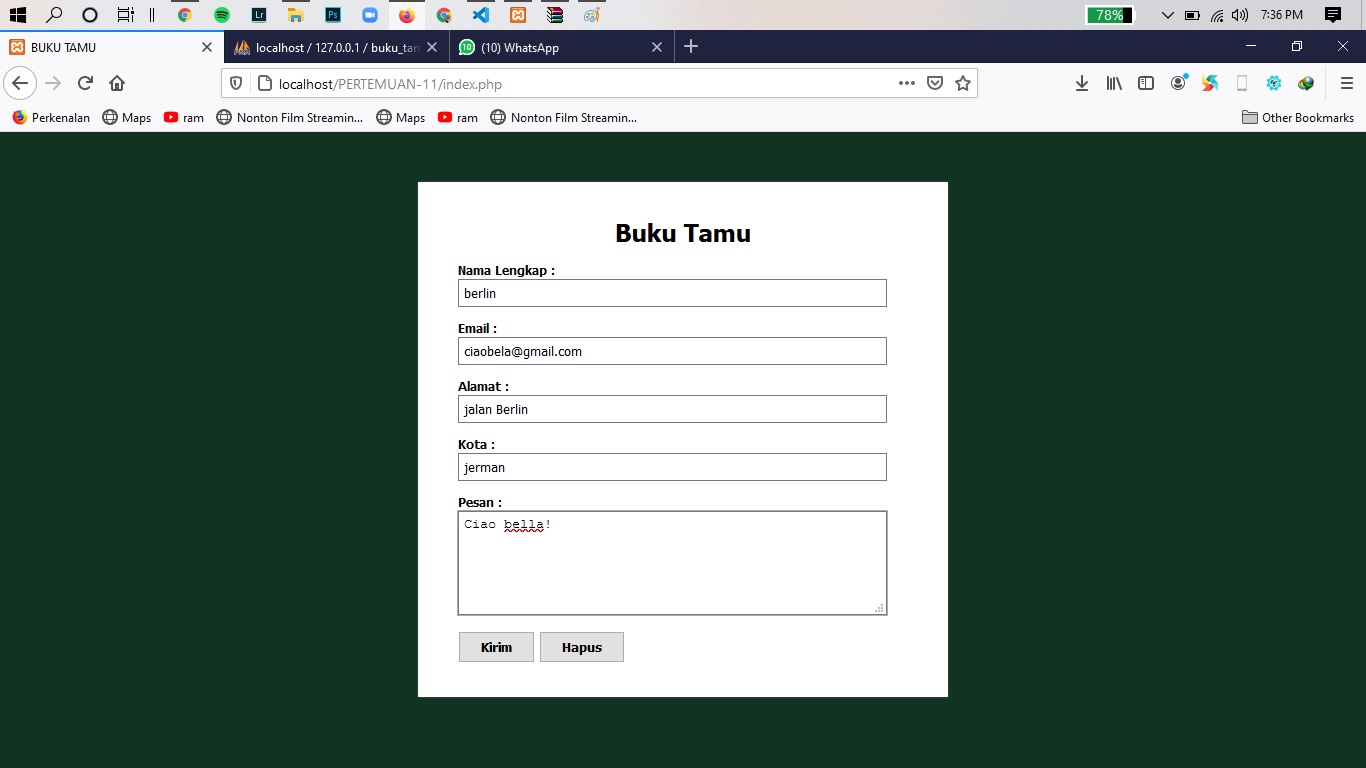 Lr
Ps
78%
7:36 PM
BUKU TAMU
localhost / 127.0.0.1 / buku_tam
10
(10) WhatsApp
localhost/PERTEMUAN-11/index.php
Perkenalan
Maps
ram
Nonton Film Streamin...
Maps
ram
Nonton Film Streamin...
Other Bookmarks
Buku Tamu
Nama Lengkap :
berlin
Email :
ciaobela@gmail.com
Alamat :
jalan Berlin
Kota :
jerman
Pesan :
Ciao bella!
Kirim Hapus